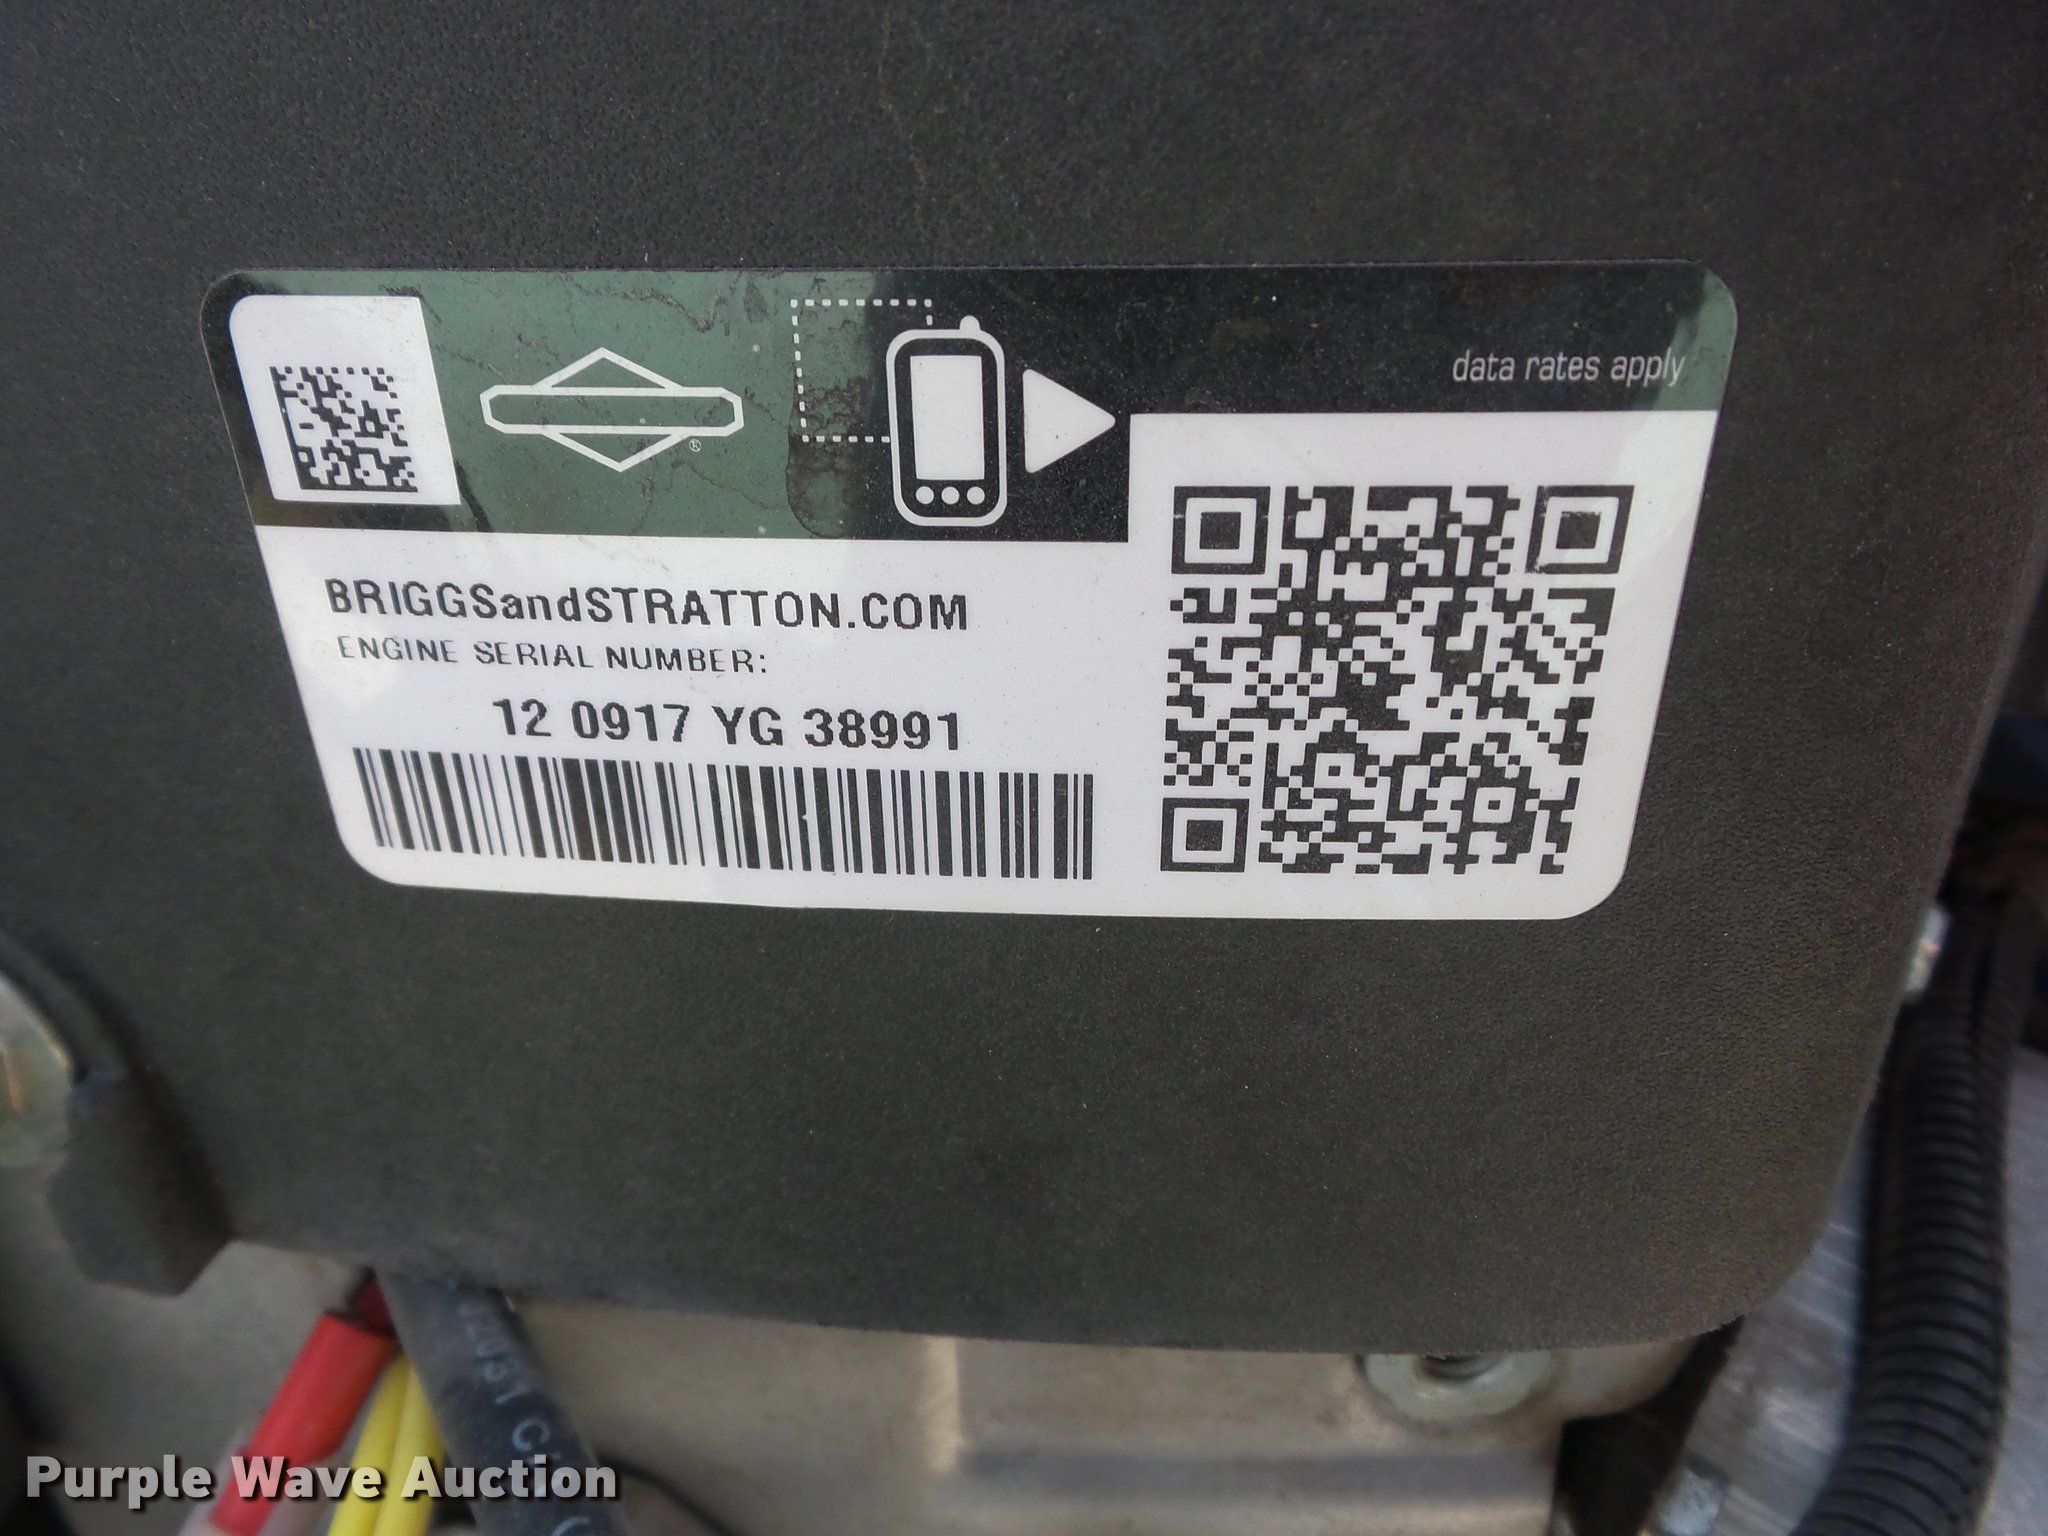 data rates apply
®
BRIGGSandSTRATTON.COM
ENGINE SERIAL NUMBER:
12 0917 YG 38991
Purple Wave Auction